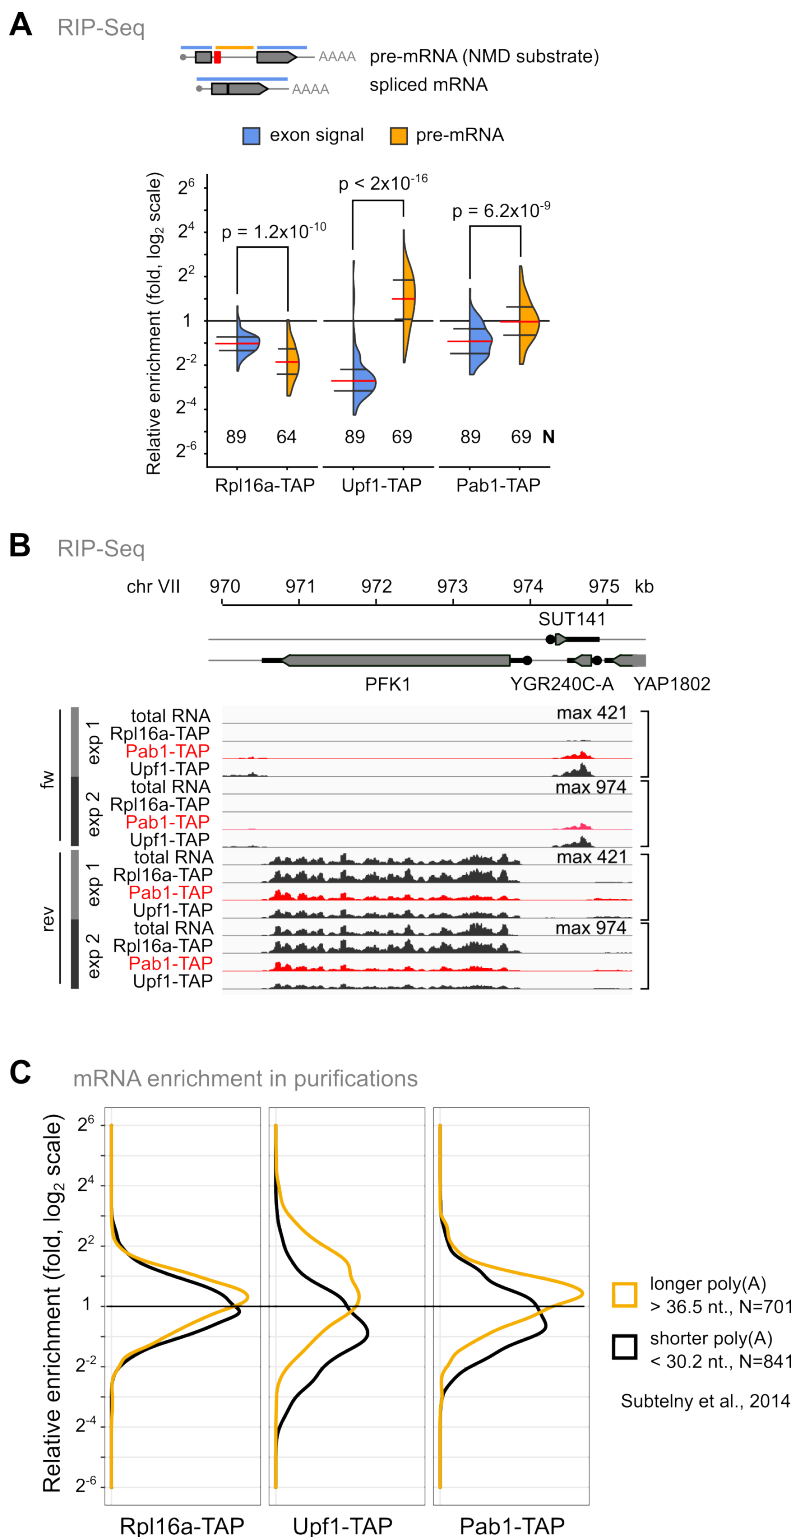 A RIP-Seq
AAAA pre-mRNA (NMD substrate)
AAAA spliced mRNA
exon signal pre-mRNA
Relative enrichment (fold, log2 scale)
2^6
2^4
2^2
1
2^-2
2^-4
2^-6
p = 1.2x10^-10
p < 2x10^-16
p = 6.2x10^-9
89 64 89 69 89 69 N
Rpl16a-TAP Upf1-TAP Pab1-TAP
B RIP-Seq
chr VII 970 971 972 973 974 975 kb
SUT141
PFK1 YGR240C-A YAP1802
fw
exp 1
total RNA max 421
Rpl16a-TAP
Pab1-TAP
Upf1-TAP
exp 2
total RNA max 974
Rpl16a-TAP
Pab1-TAP
Upf1-TAP
rev
exp 1
total RNA max 421
Rpl16a-TAP
Pab1-TAP
Upf1-TAP
exp 2
total RNA max 974
Rpl16a-TAP
Pab1-TAP
Upf1-TAP
C mRNA enrichment in purifications
Relative enrichment (fold, log2 scale)
2^6
2^4
2^2
1
2^-2
2^-4
2^-6
Rpl16a-TAP Upf1-TAP Pab1-TAP
longer poly(A)
> 36.5 nt., N=701
shorter poly(A)
< 30.2 nt., N=841
Subtelny et al., 2014